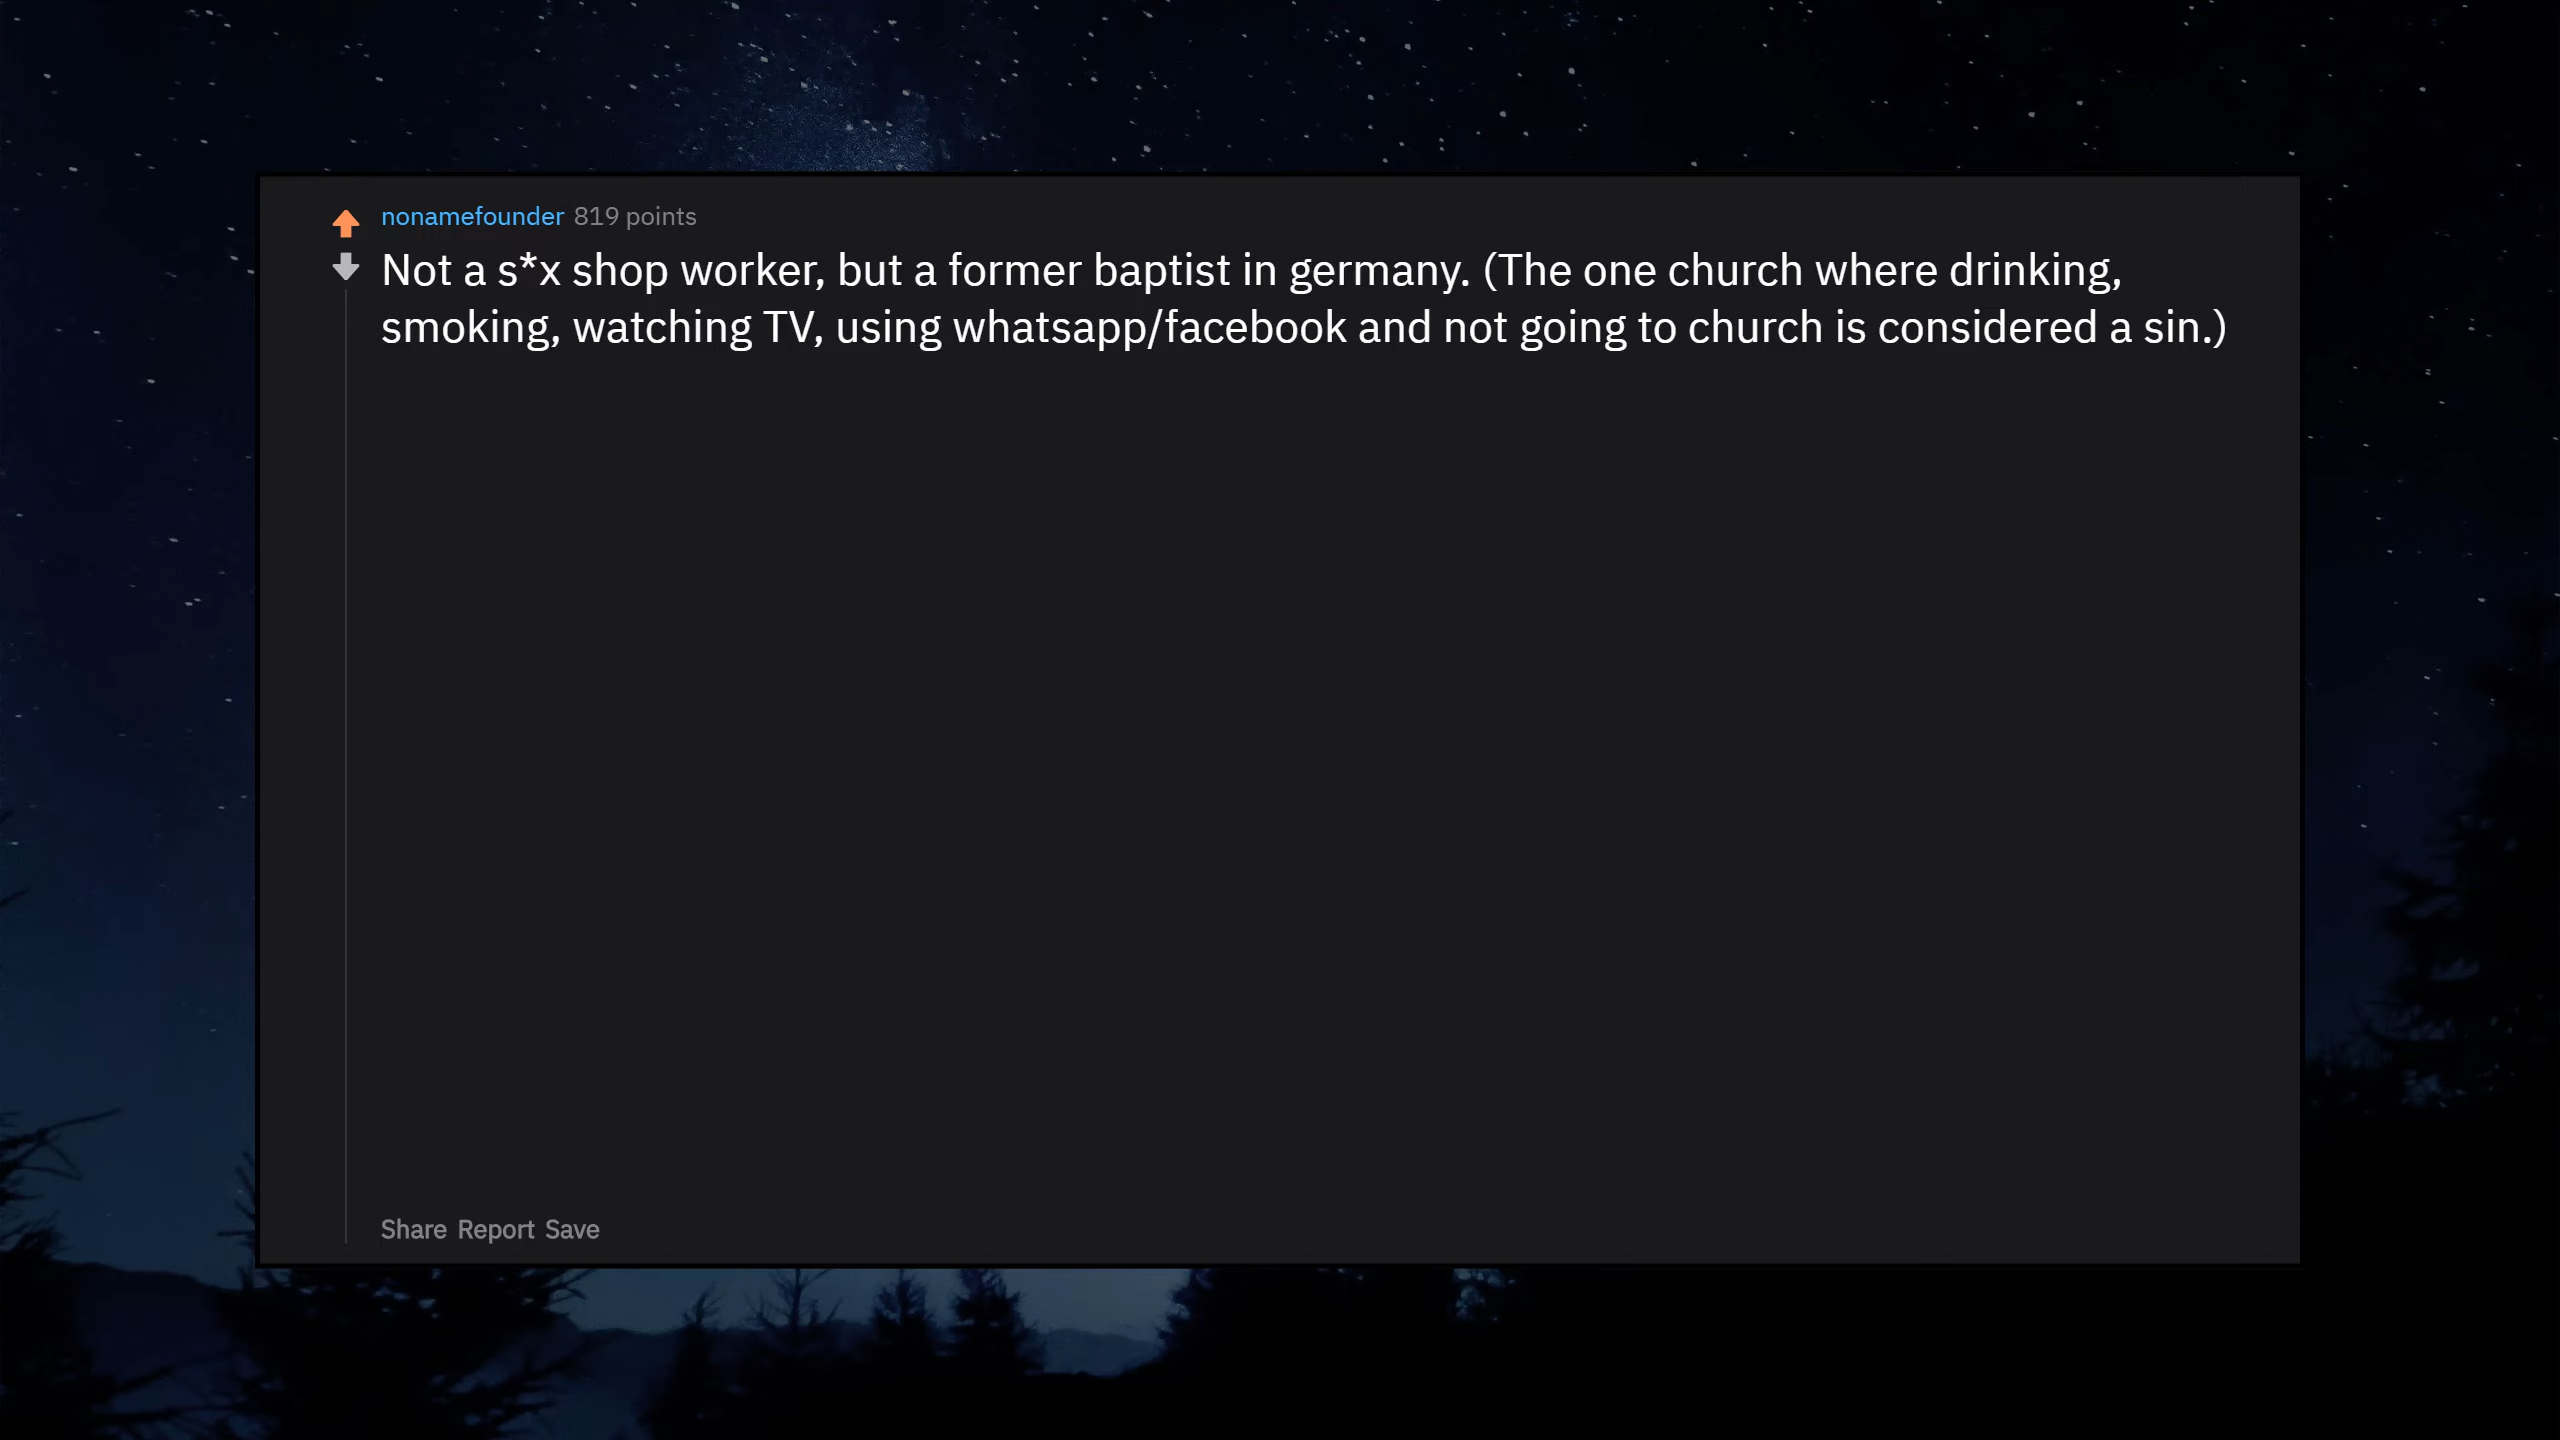 nonamefounder 819 points
Not a s*x shop worker, but a former baptist in germany. (The one church where drinking,
smoking, watching TV, using whatsapp/facebook and not going to church is considered a sin.)
Share Report Save